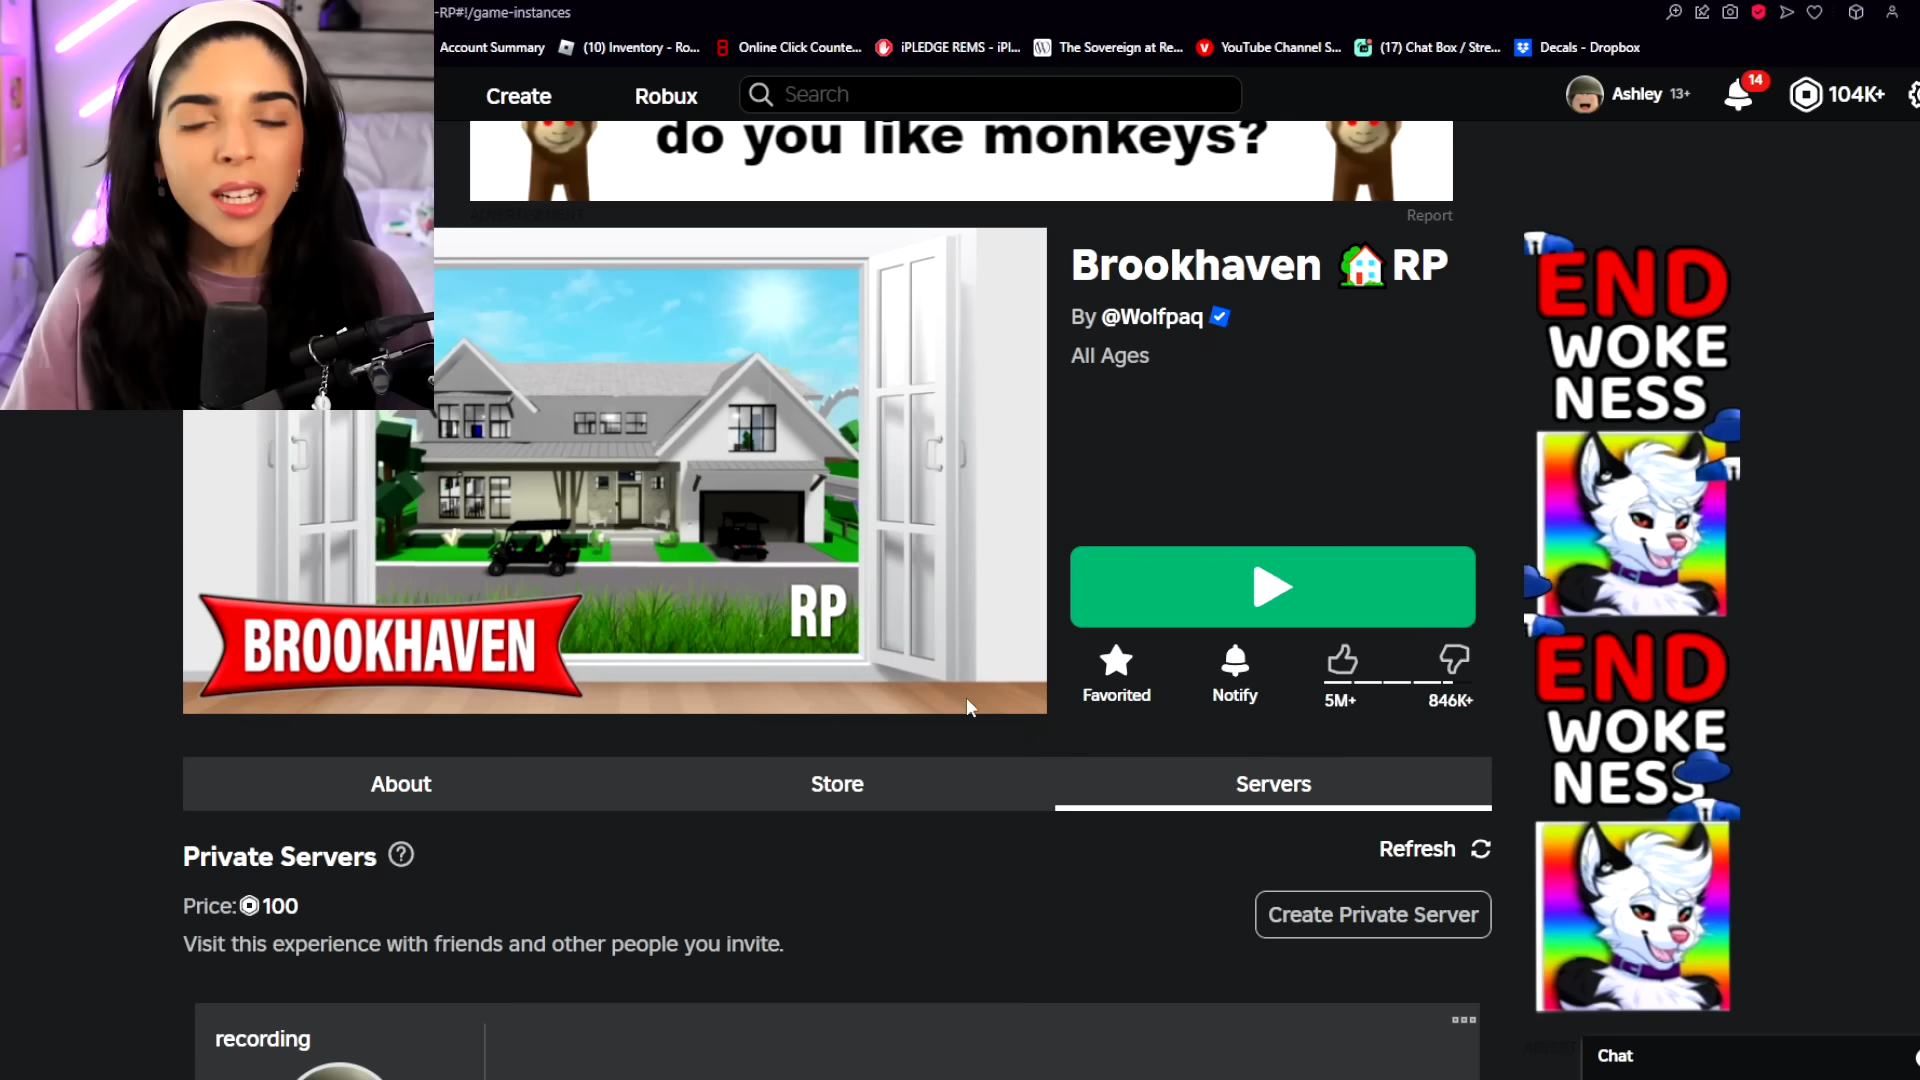 -RP#!/game-instances
Account Summary
(10) Inventory - Ro...
Online Click Counte...
iPLEDGE REMS - iPl...
The Sovereign at Re...
YouTube Channel S...
(17) Chat Box / Stre...
Decals - Dropbox
Create
Robux
Search
Ashley 13+
14
104K+
do you like monkeys?
ADVERTISEMENT
Report
Brookhaven RP
By @Wolfpaq
All Ages
BROOKHAVEN
RP
Favorited
Notify
5M+
846K+
About
Store
Servers
Private Servers
Refresh
Price: 100
Create Private Server
Visit this experience with friends and other people you invite.
recording
END
WOKE
NESS
END
WOKE
NESS
Chat